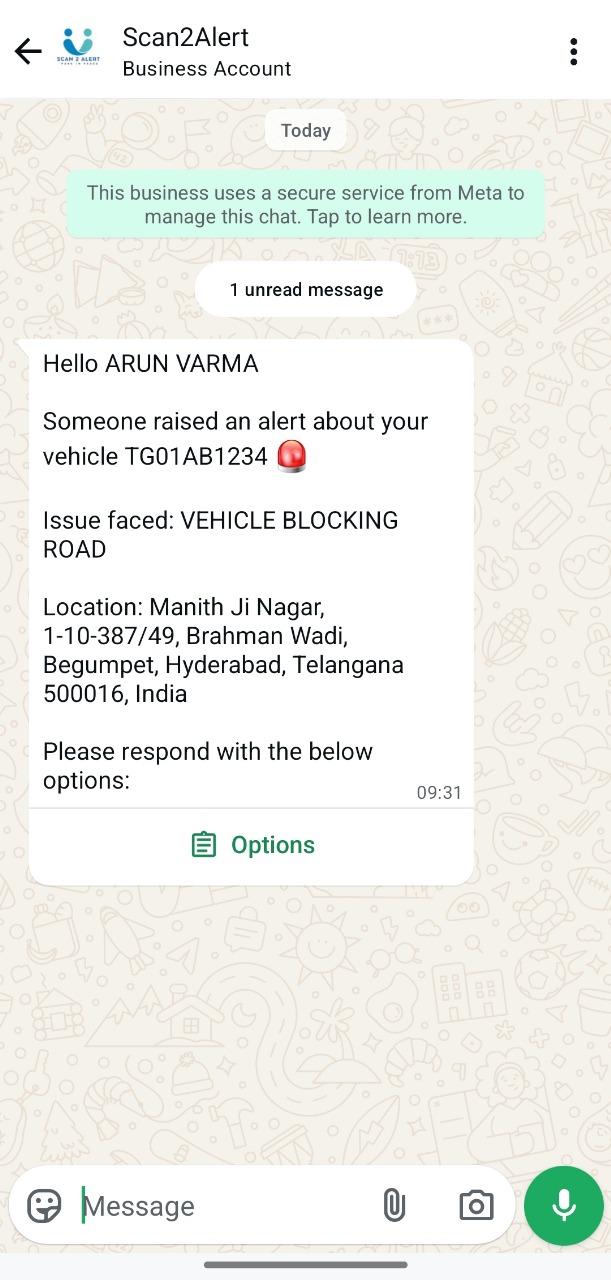 Scan2Alert
SCAN 2 ALERT
PARK IN PEACE
Business Account
Today
This business uses a secure service from Meta to
manage this chat. Tap to learn more.
1 unread message
Hello ARUN VARMA
Someone raised an alert about your
vehicle TG01AB1234 🚨
Issue faced: VEHICLE BLOCKING
ROAD
Location: Manith Ji Nagar,
1-10-387/49, Brahman Wadi,
Begumpet, Hyderabad, Telangana
500016, India
Please respond with the below
options:
09:31
Options
Message